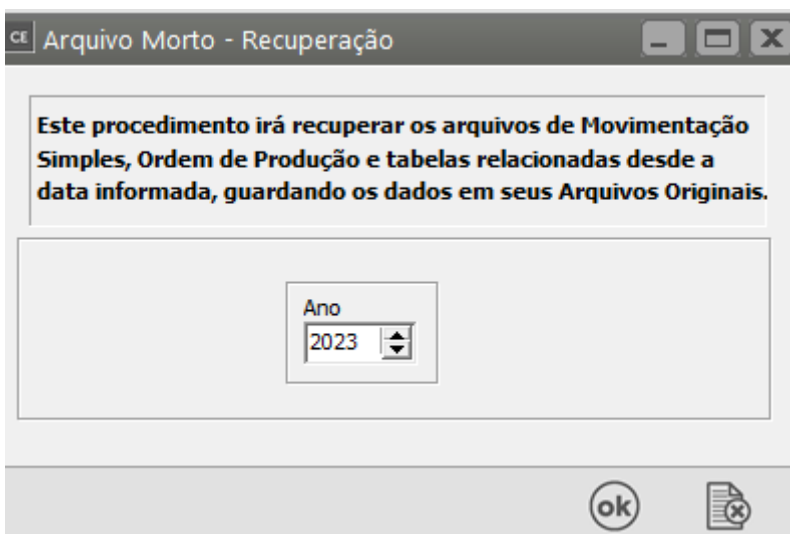 CE Arquivo Morto - Recuperação
Este procedimento irá recuperar os arquivos de Movimentação
Simples, Ordem de Produção e tabelas relacionadas desde a
data informada, guardando os dados em seus Arquivos Originais.
Ano
2023
ok